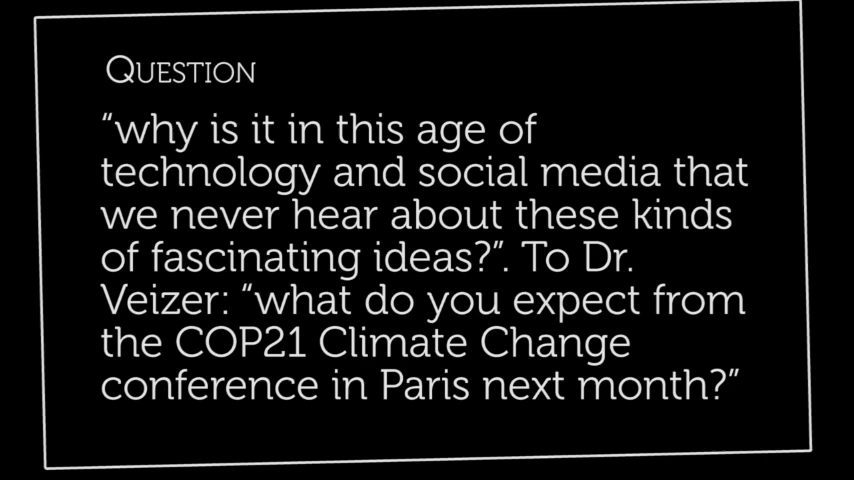 QUESTION
“why is it in this age of
technology and social media that
we never hear about these kinds
of fascinating ideas?”. To Dr.
Veizer: “what do you expect from
the COP21 Climate Change
conference in Paris next month?”